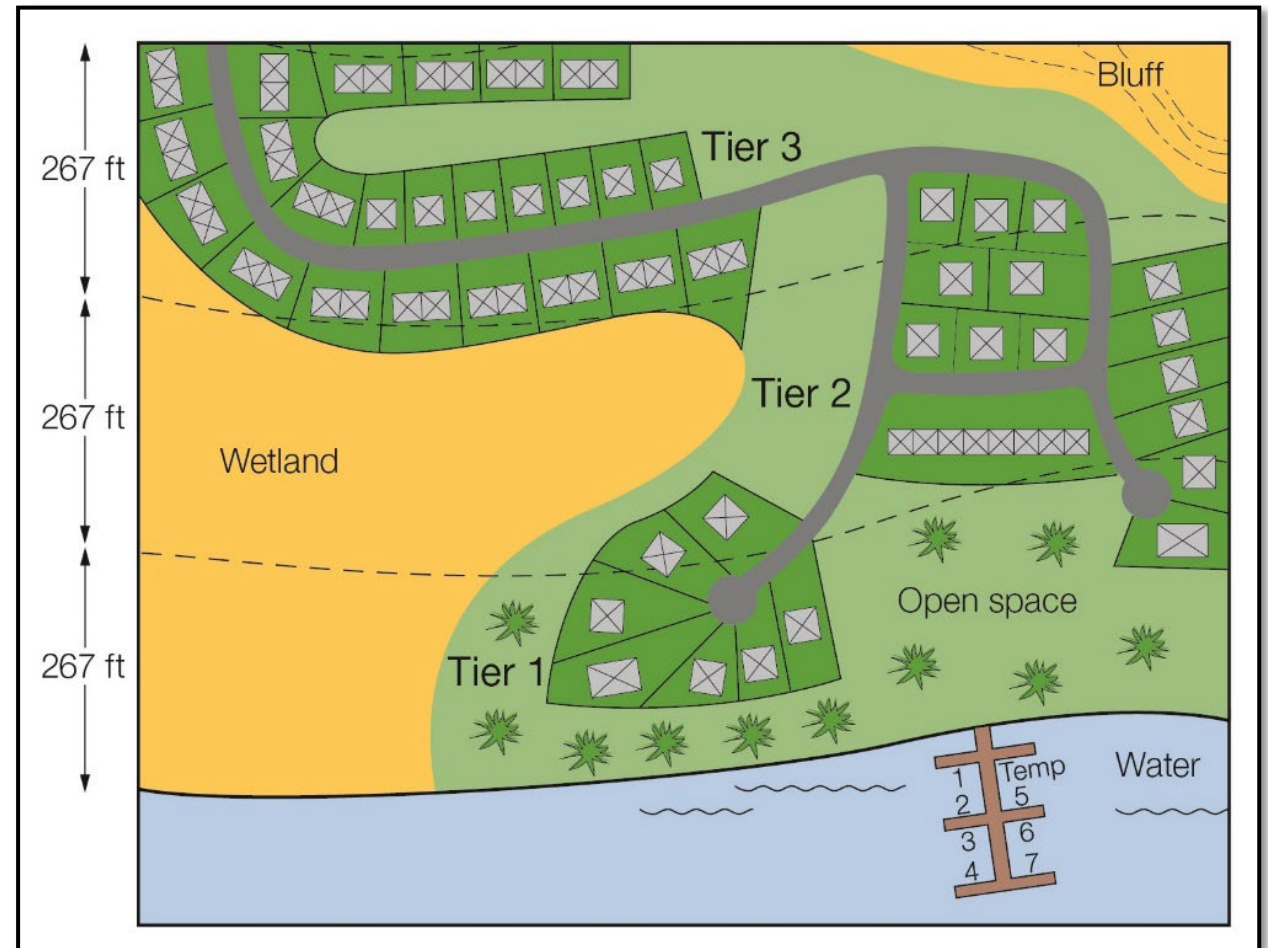 Bluff
267 ft
Tier 3
Tier 2
267 ft
Wetland
Open space
267 ft
Tier 1
Water
1 Temp
2 5
3 6
4 7